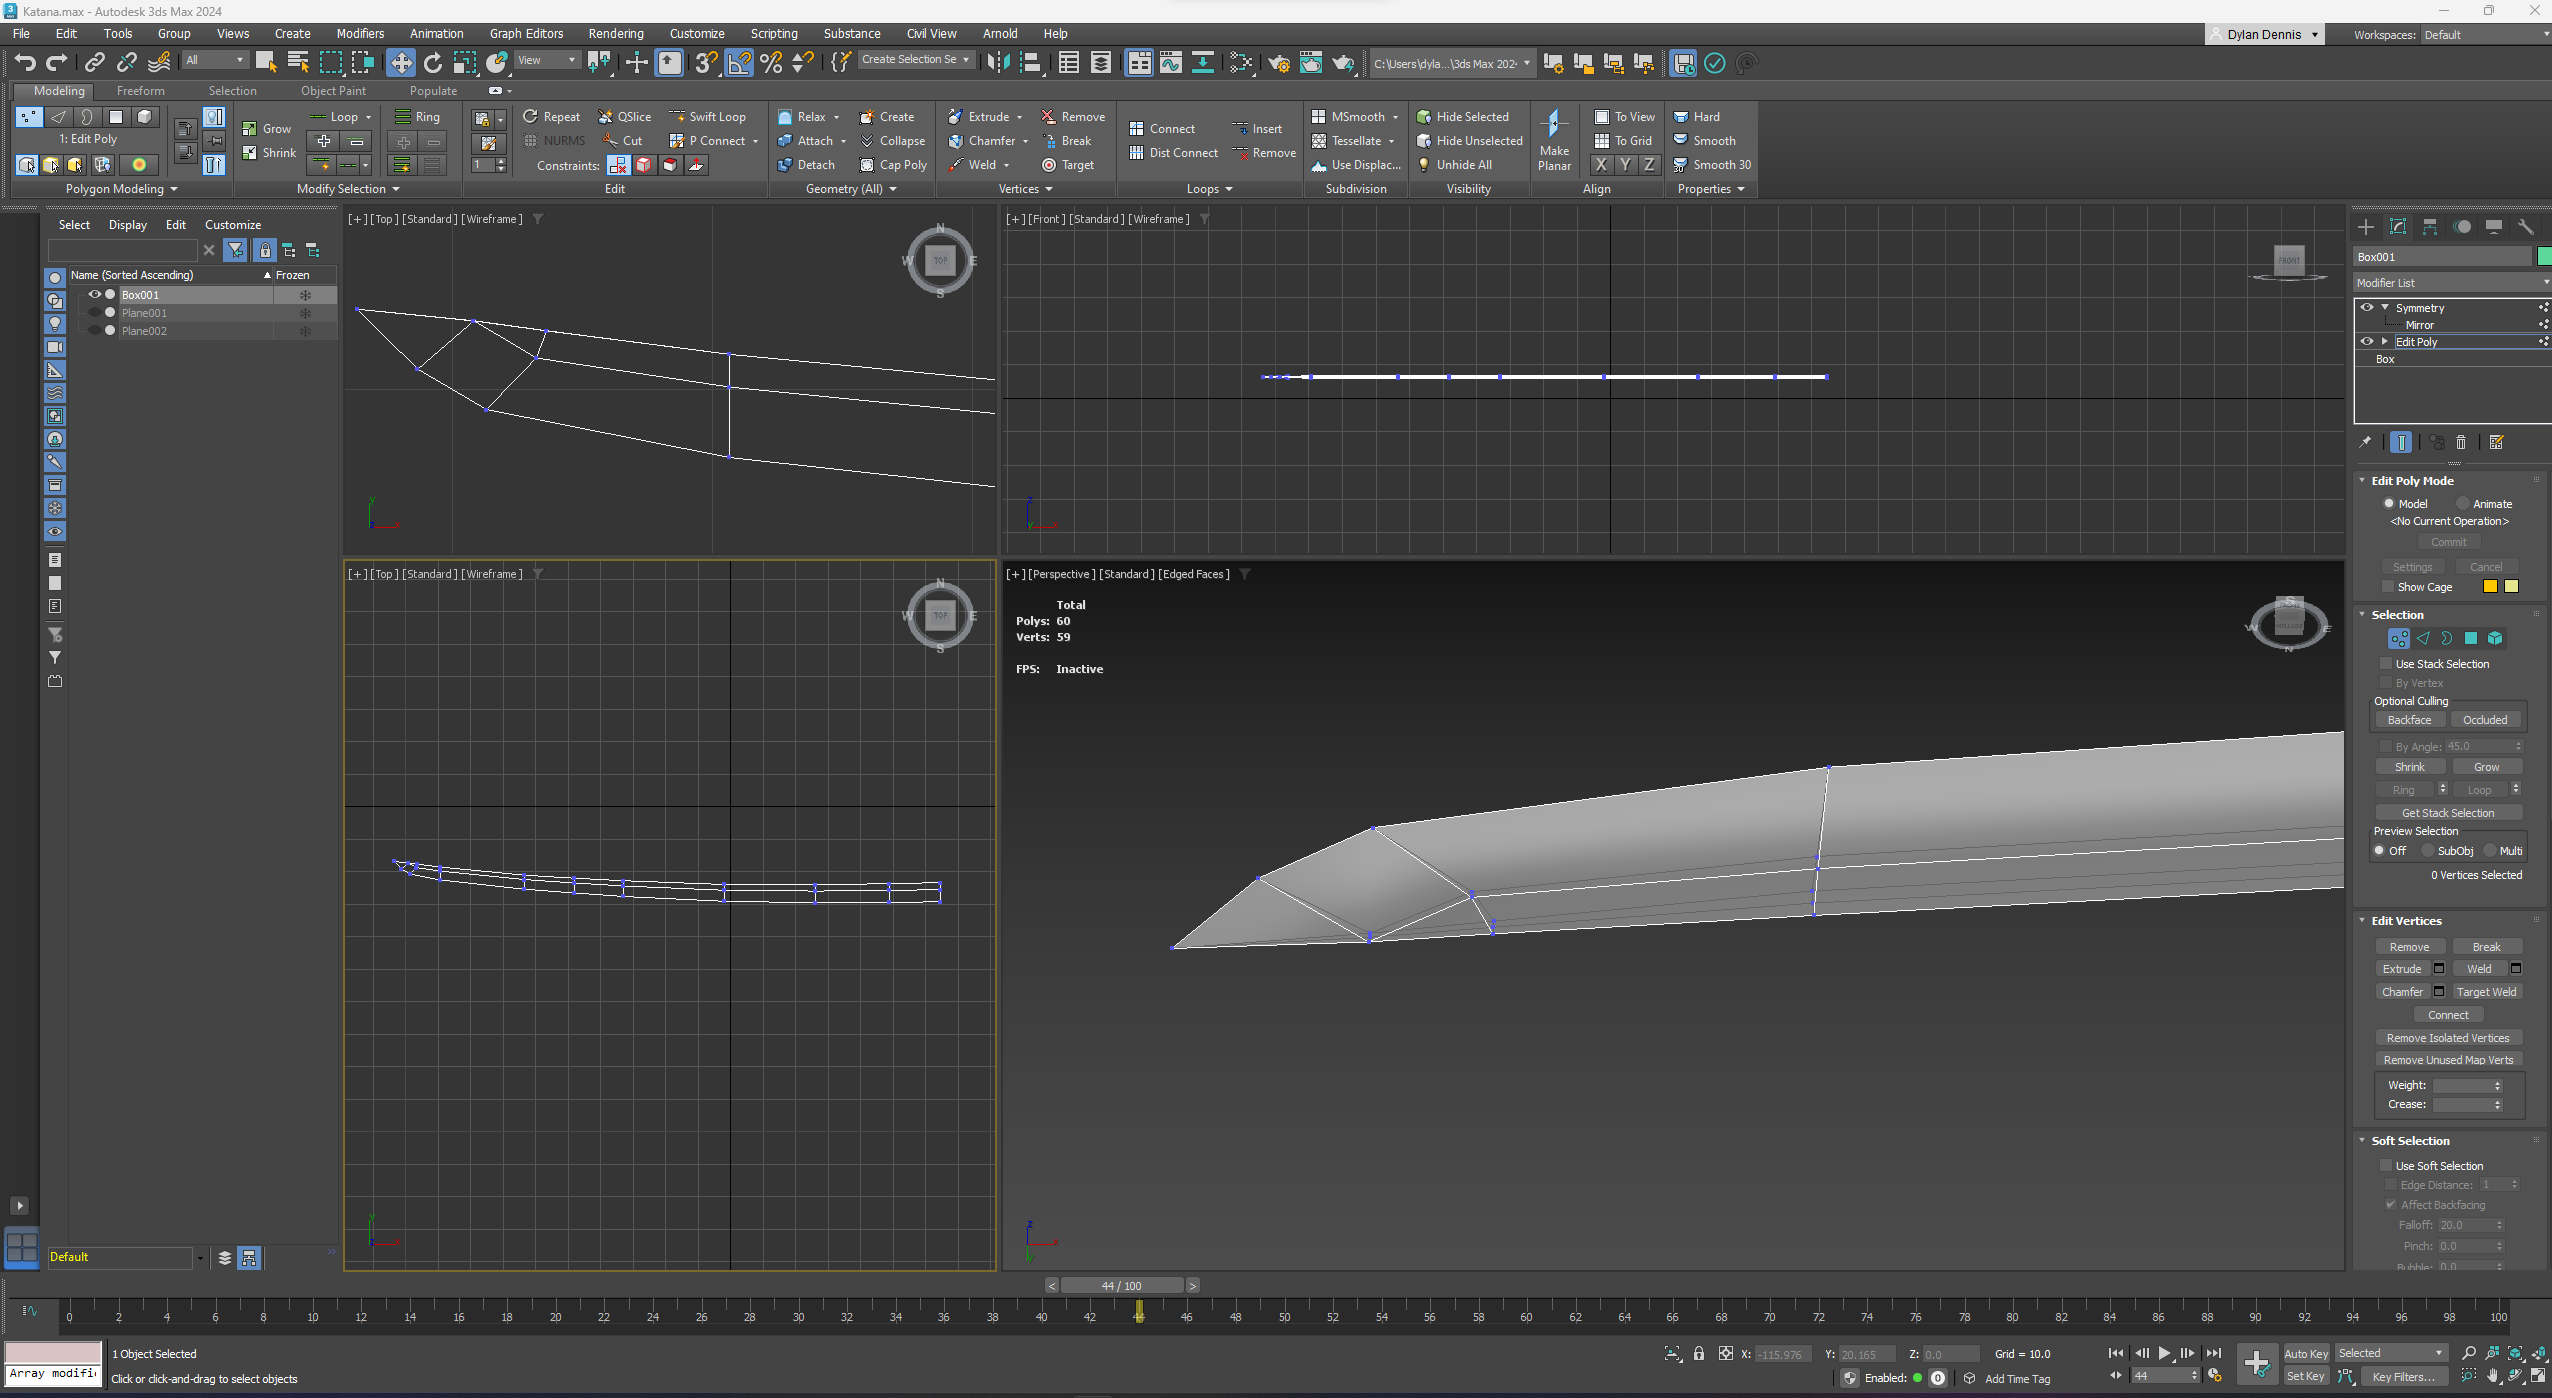 Katana.max - Autodesk 3ds Max 2024
File Edit Tools Group Views Create Modifiers Animation Graph Editors Rendering Customize Scripting Substance Civil View Arnold Help
Dylan Dennis Workspaces: Default
All View Create Selection Se C:\Users\dyla...\3ds Max 202
Modeling Freeform Selection Object Paint Populate
1: Edit Poly
Polygon Modeling
Grow Loop
Shrink
Modify Selection
Ring
Repeat QSlice Swift Loop
NURMS Cut P Connect
1 Constraints:
Edit
Relax Create
Attach Collapse
Detach Cap Poly
Geometry (All)
Extrude Remove
Chamfer Break
Weld Target
Vertices
Connect Insert
Dist Connect Remove
Loops
MSmooth
Tessellate
Use Displac...
Subdivision
Hide Selected
Hide Unselected
Unhide All
Visibility
Make
Planar
To View
To Grid
X Y Z
Align
Hard
Smooth
Smooth 30
Properties
Select Display Edit Customize
Name (Sorted Ascending) Frozen
Box001
Plane001
Plane002
Default
[+] [Top] [Standard] [Wireframe]
N
W TOP E
S
[+] [Front] [Standard] [Wireframe]
FRONT
[+] [Top] [Standard] [Wireframe]
N
W TOP E
S
[+] [Perspective] [Standard] [Edged Faces]
Total
Polys: 60
Verts: 59
FPS: Inactive
S
W E
N
Box001
Modifier List
Symmetry
Mirror
Edit Poly
Box
Edit Poly Mode
Model Animate
<No Current Operation>
Commit
Settings Cancel
Show Cage
Selection
Use Stack Selection
By Vertex
Optional Culling
Backface Occluded
By Angle: 45.0
Shrink Grow
Ring Loop
Get Stack Selection
Preview Selection
Off SubObj Multi
0 Vertices Selected
Edit Vertices
Remove Break
Extrude Weld
Chamfer Target Weld
Connect
Remove Isolated Vertices
Remove Unused Map Verts
Weight:
Crease:
Soft Selection
Use Soft Selection
Edge Distance: 1
Affect Backfacing
Falloff: 20.0
Pinch: 0.0
Bubble: 0.0
< 44 / 100 >
0 2 4 6 8 10 12 14 16 18 20 22 24 26 28 30 32 34 36 38 40 42 44 46 48 50 52 54 56 58 60 62 64 66 68 70 72 74 76 78 80 82 84 86 88 90 92 94 96 98 100
1 Object Selected
Array modifi
Click or click-and-drag to select objects
X: -115.976 Y: 20.165 Z: 0.0 Grid = 10.0
Enabled: 0 Add Time Tag
44
Auto Key Selected
Set Key Key Filters...